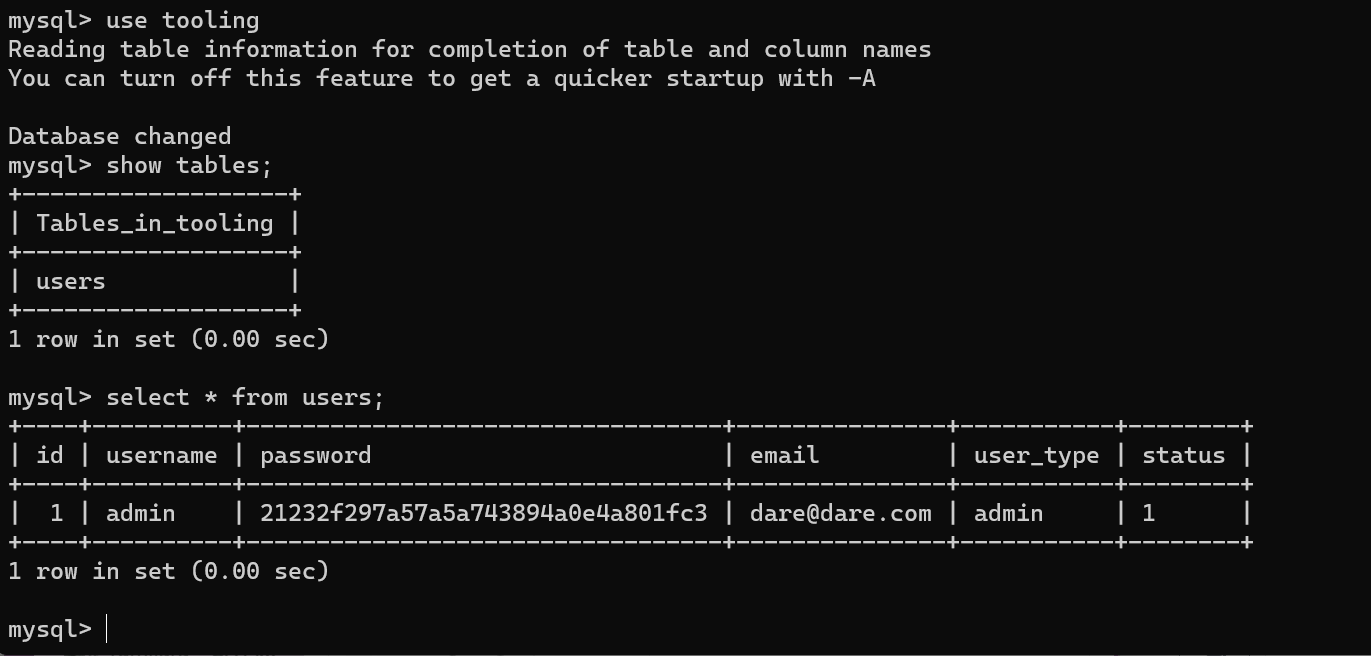 mysql> use tooling
Reading table information for completion of table and column names
You can turn off this feature to get a quicker startup with -A
Database changed
mysql> show tables;
+-------------------+
| Tables_in_tooling |
+-------------------+
| users             |
+-------------------+
1 row in set (0.00 sec)
mysql> select * from users;
+----+----------+----------------------------------+---------------+-----------+--------+
| id | username | password                         | email         | user_type | status |
+----+----------+----------------------------------+---------------+-----------+--------+
|  1 | admin    | 21232f297a57a5a743894a0e4a801fc3 | dare@dare.com | admin     | 1      |
+----+----------+----------------------------------+---------------+-----------+--------+
1 row in set (0.00 sec)
mysql>